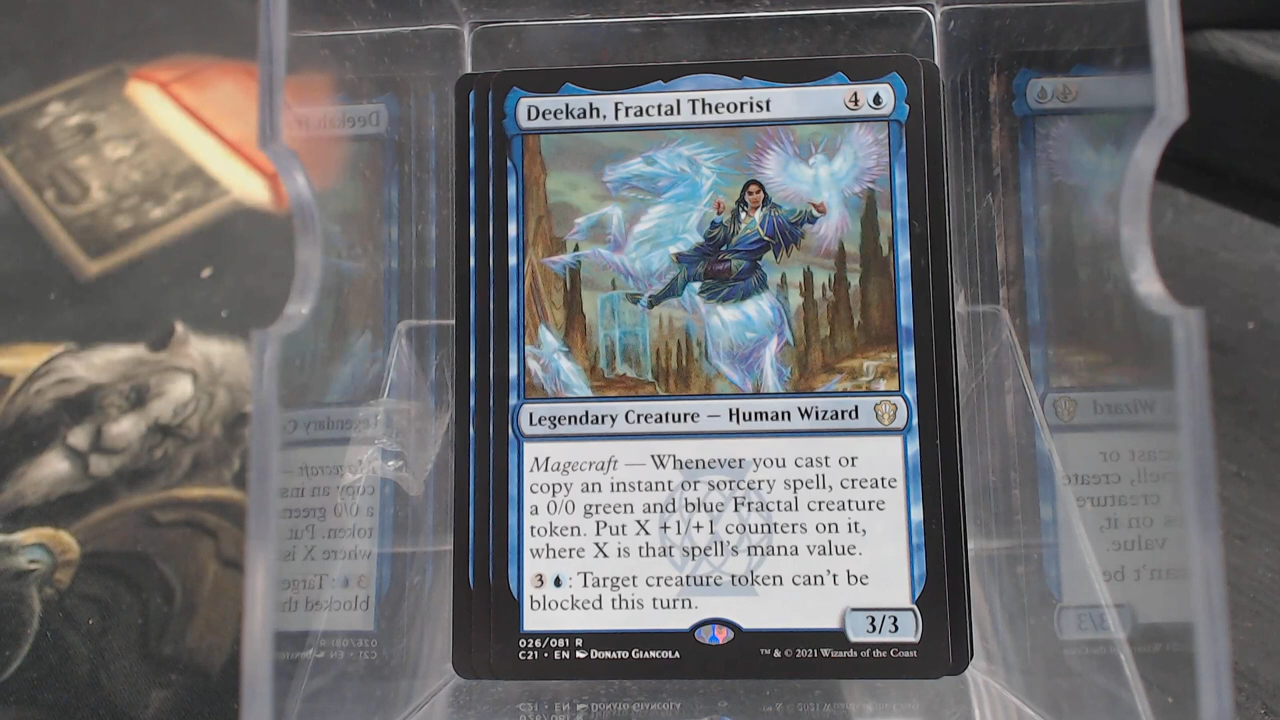 Deekah, Fractal Theorist 4
Legendary Creature — Human Wizard
Magecraft — Whenever you cast or
copy an instant or sorcery spell, create
a 0/0 green and blue Fractal creature
token. Put X +1/+1 counters on it,
where X is that spell's mana value.
3 : Target creature token can't be
blocked this turn.
3/3
026/081 R
C21 • EN Donato Giancola
™ & © 2021 Wizards of the Coast